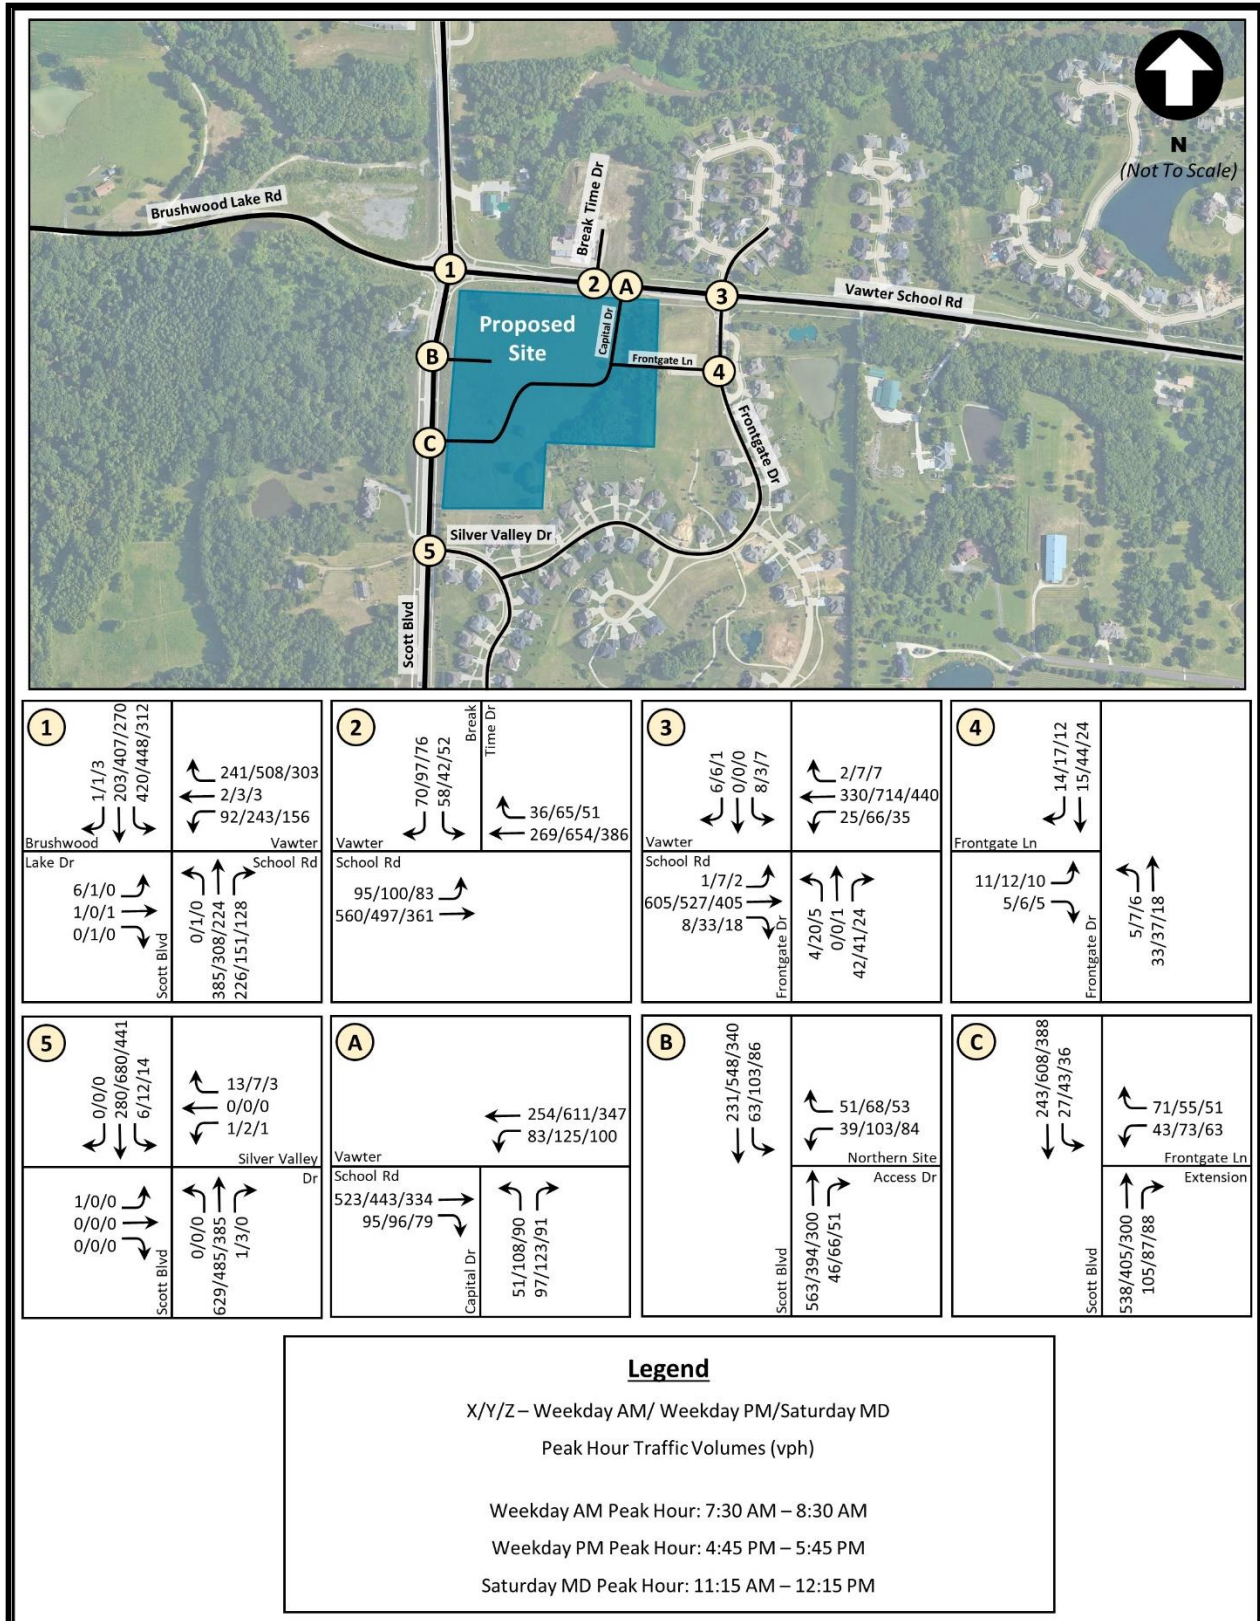 N
(Not To Scale)
Brushwood Lake Rd
Break Time Dr
1
2
A
3
Vawter School Rd
Proposed
Site
Capital Dr
B
Frontgate Ln
4
C
Frontgate Dr
Silver Valley Dr
5
Scott Blvd
1
1/1/3
203/407/270
420/448/312
241/508/303
2/3/3
92/243/156
Brushwood
Lake Dr
Vawter
School Rd
6/1/0
1/0/1
0/1/0
Scott Blvd
0/1/0
385/308/224
226/151/128
2
70/97/76
58/42/52
Break
Time Dr
36/65/51
269/654/386
Vawter
School Rd
95/100/83
560/497/361
3
6/6/1
0/0/0
8/3/7
2/7/7
330/714/440
25/66/35
Vawter
School Rd
1/7/2
605/527/405
8/33/18
Frontgate Dr
4/20/5
0/0/1
42/41/24
4
14/17/12
15/44/24
Frontgate Ln
11/12/10
5/6/5
Frontgate Dr
5/7/6
33/37/18
5
0/0/0
280/680/441
6/12/14
13/7/3
0/0/0
1/2/1
Silver Valley
Dr
1/0/0
0/0/0
0/0/0
Scott Blvd
0/0/0
629/485/385
1/3/0
A
254/611/347
83/125/100
Vawter
School Rd
523/443/334
95/96/79
Capital Dr
51/108/90
97/123/91
B
231/548/340
63/103/86
51/68/53
39/103/84
Northern Site
Access Dr
Scott Blvd
563/394/300
46/66/51
C
243/608/388
27/43/36
71/55/51
43/73/63
Frontgate Ln
Extension
Scott Blvd
538/405/300
105/87/88
Legend
X/Y/Z – Weekday AM/ Weekday PM/Saturday MD
Peak Hour Traffic Volumes (vph)
Weekday AM Peak Hour: 7:30 AM – 8:30 AM
Weekday PM Peak Hour: 4:45 PM – 5:45 PM
Saturday MD Peak Hour: 11:15 AM – 12:15 PM